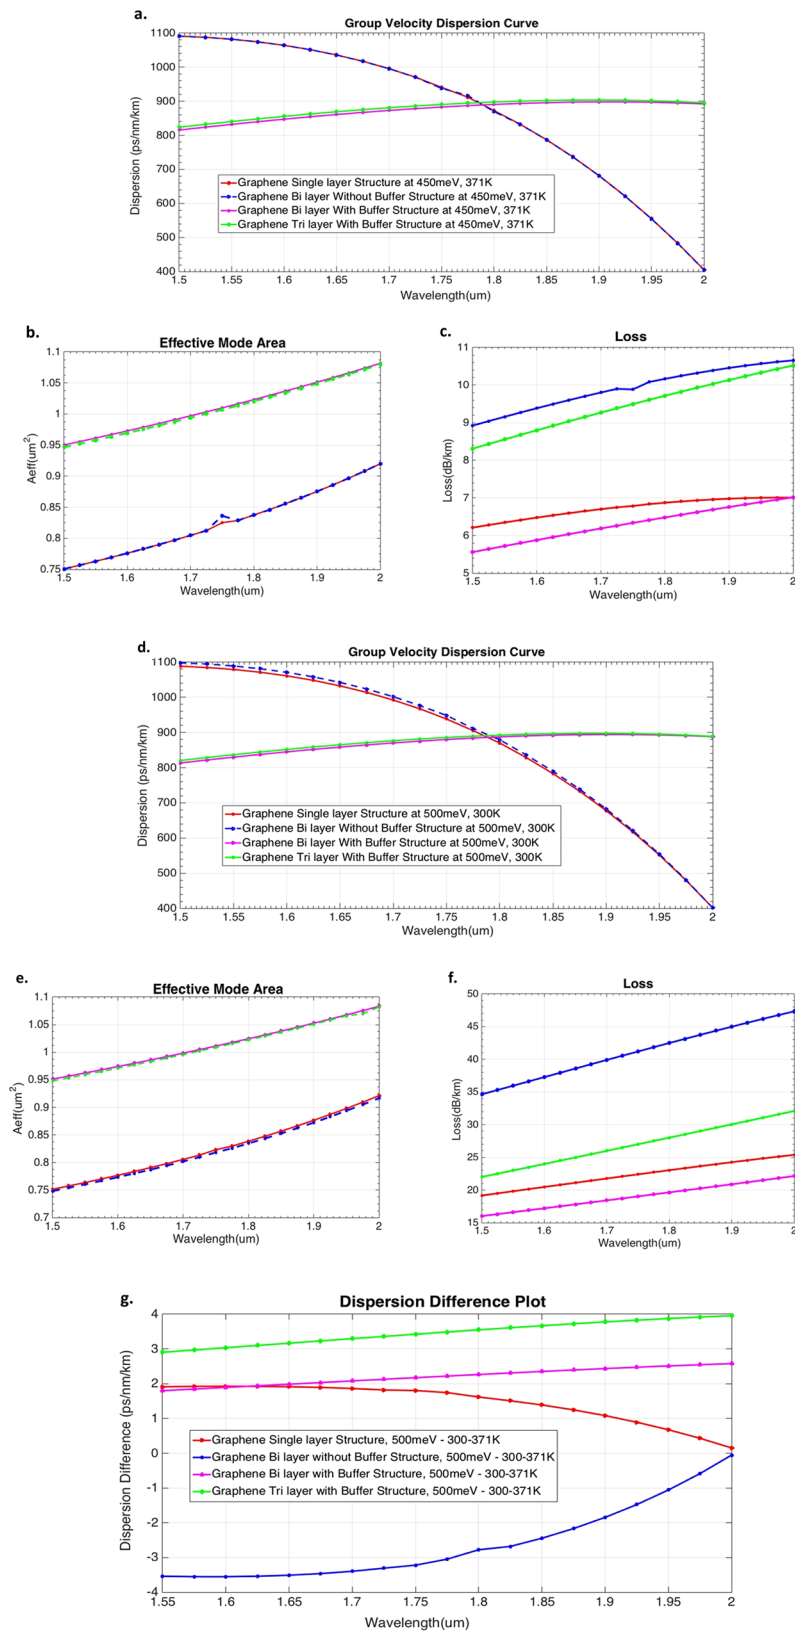 a.
Group Velocity Dispersion Curve
1100
1000
900
800
700
600
500
400
Dispersion (ps/nm/km)
Graphene Single layer Structure at 450meV, 371K
Graphene Bi layer Without Buffer Structure at 450meV, 371K
Graphene Bi layer With Buffer Structure at 450meV, 371K
Graphene Tri layer With Buffer Structure at 450meV, 371K
1.5 1.55 1.6 1.65 1.7 1.75 1.8 1.85 1.9 1.95 2
Wavelength(um)
b.
Effective Mode Area
1.1
1.05
1
0.95
0.9
0.85
0.8
0.75
Aeff(um2)
1.5 1.6 1.7 1.8 1.9 2
Wavelength(um)
c.
Loss
11
10
9
8
7
6
5
Loss(dB/km)
1.5 1.6 1.7 1.8 1.9 2
Wavelength(um)
d.
Group Velocity Dispersion Curve
1100
1000
900
800
700
600
500
400
Dispersion (ps/nm/km)
Graphene Single layer Structure at 500meV, 300K
Graphene Bi layer Without Buffer Structure at 500meV, 300K
Graphene Bi layer With Buffer Structure at 500meV, 300K
Graphene Tri layer With Buffer Structure at 500meV, 300K
1.5 1.55 1.6 1.65 1.7 1.75 1.8 1.85 1.9 1.95 2
Wavelength(um)
e.
Effective Mode Area
1.1
1.05
1
0.95
0.9
0.85
0.8
0.75
0.7
Aeff(um2)
1.5 1.6 1.7 1.8 1.9 2
Wavelength(um)
f.
Loss
50
45
40
35
30
25
20
15
Loss(dB/km)
1.5 1.6 1.7 1.8 1.9 2
Wavelength(um)
g.
Dispersion Difference Plot
4
3
2
1
0
-1
-2
-3
-4
Dispersion Difference (ps/nm/km)
Graphene Single layer Structure, 500meV - 300-371K
Graphene Bi layer without Buffer Structure, 500meV - 300-371K
Graphene Bi layer with Buffer Structure, 500meV - 300-371K
Graphene Tri layer with Buffer Structure, 500meV - 300-371K
1.55 1.6 1.65 1.7 1.75 1.8 1.85 1.9 1.95 2
Wavelength(um)